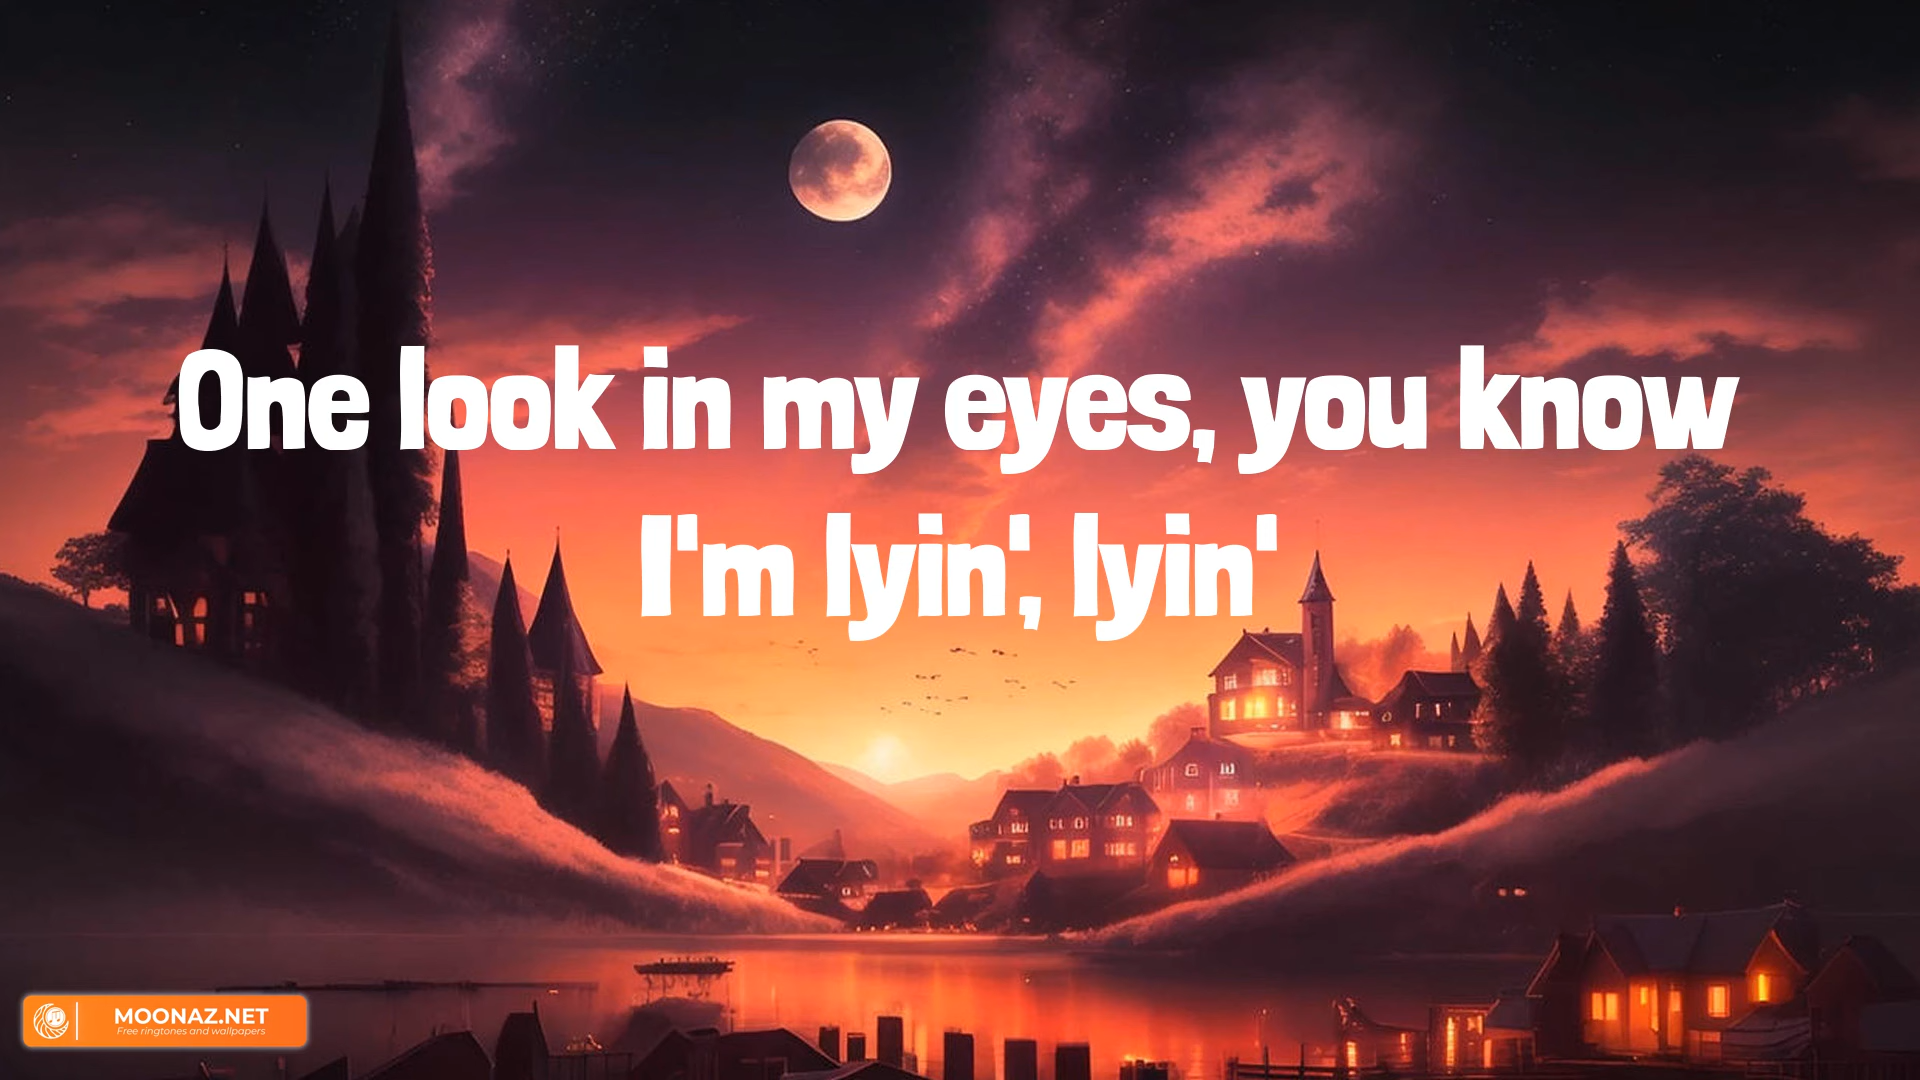 One look in my eyes, you know
I'm lyin', lyin'
MOONAZ.NET
Free ringtones and wallpapers